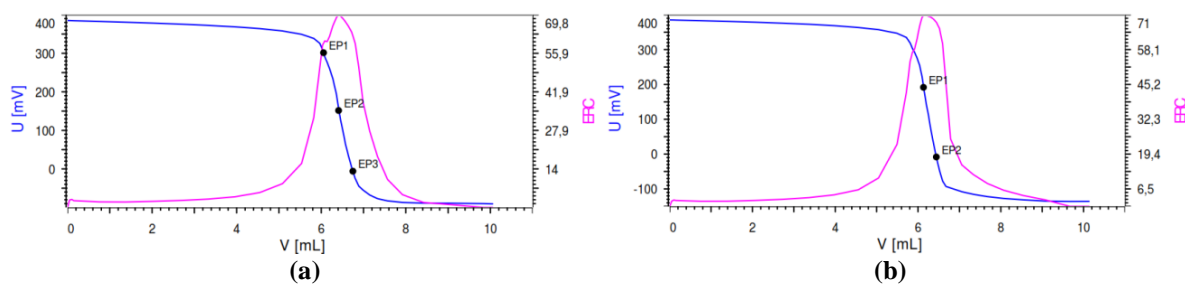 400
300
200
100
0
U [mV]
EP1
EP2
EP3
69,8
55,9
41,9
27,9
14
ERC
0 2 4 6 8 10
V [mL]
(a)
400
300
200
100
0
-100
U [mV]
EP1
EP2
71
58,1
45,2
32,3
19,4
6,5
ERC
0 2 4 6 8 10
V [mL]
(b)